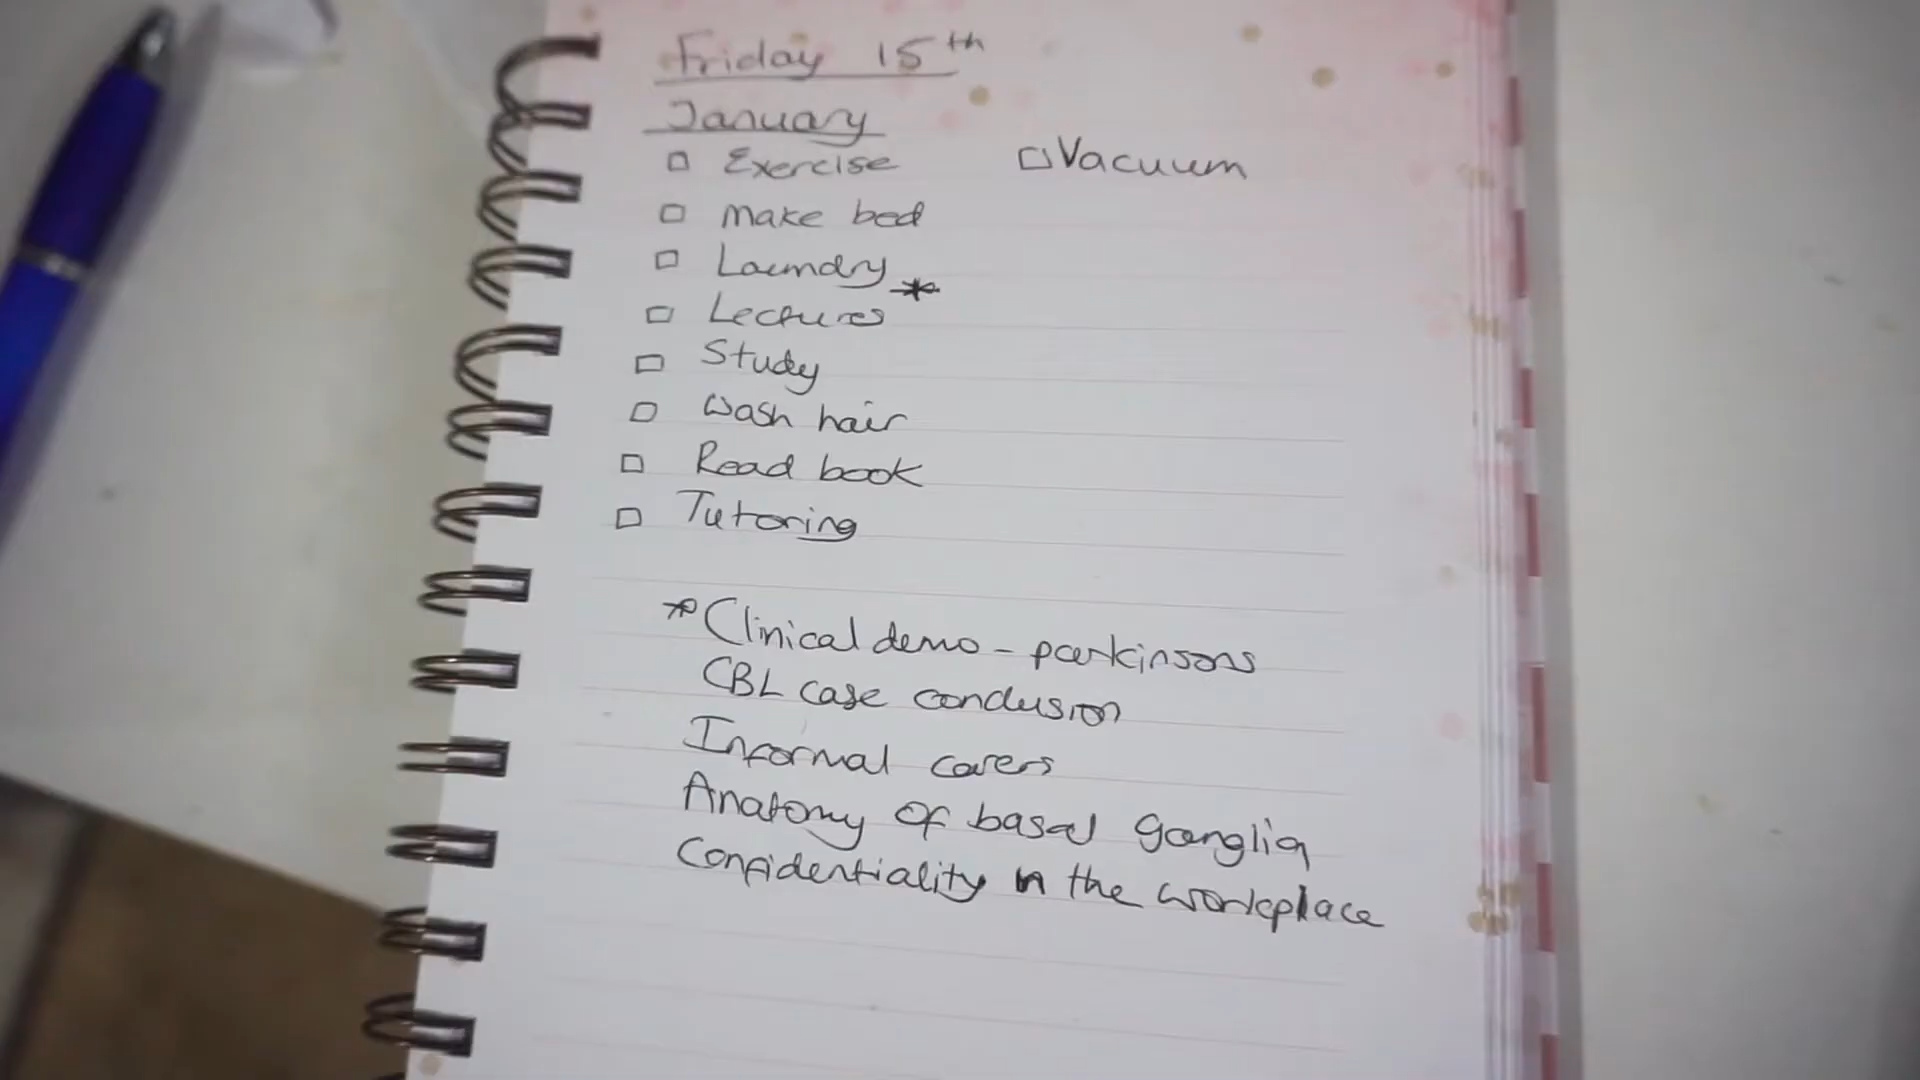 Friday 15th
January
□ Exercise □ Vacuum
□ Make bed
□ Laundry
□ Lectures *
□ Study
□ Wash hair
□ Read book
□ Tutoring
* Clinical demo - parkinsons
CBL case conclusion
Informal carers
Anatomy of basal ganglia
Confidentiality in the workplace